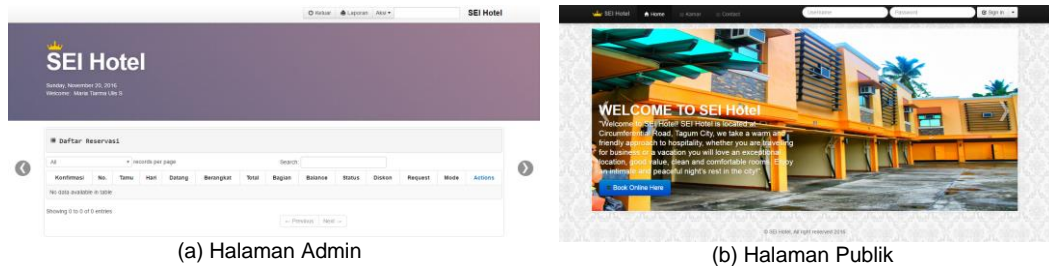 Keluar Laporan Aksi SEI Hotel
SEI Hotel
Sunday, November 20, 2016
Welcome: Maria Tiarma Ulis S
Daftar Reservasi
All records per page Search
Konfirmasi No. Tamu Hari Datang Berangkat Total Bagian Balance Status Diskon Request Mode Actions
No data available in table
Showing 0 to 0 of 0 entries
← Previous Next →
(a) Halaman Admin
SEI Hotel Home Kamar Contact Username Password Sign in
WELCOME TO SEI Hotel
"Welcome to SEI Hotel! SEI Hotel is located at
Circumferential Road, Tagum City, we take a warm and
friendly approach to hospitality, whether you are traveling
for business or a vacation you will love an exceptional
location, good value, clean and comfortable rooms. Enjoy
an intimate and peaceful night's rest in the city!".
Book Online Here
© SEI Hotel, All right reserved 2016
(b) Halaman Publik